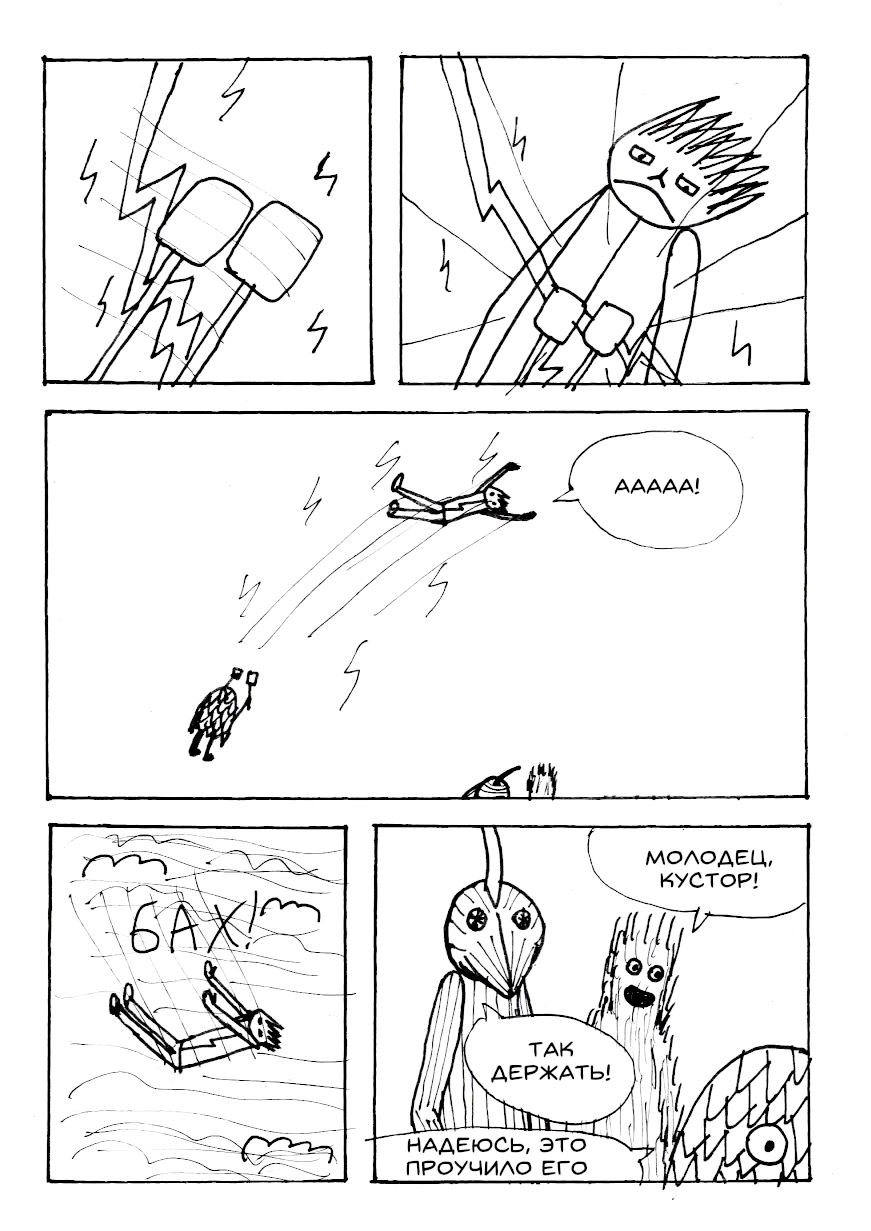 ААААА!
БАХ!
МОЛОДЕЦ,
КУСТОР!
ТАК
ДЕРЖАТЬ!
НАДЕЮСЬ, ЭТО
ПРОУЧИЛО ЕГО